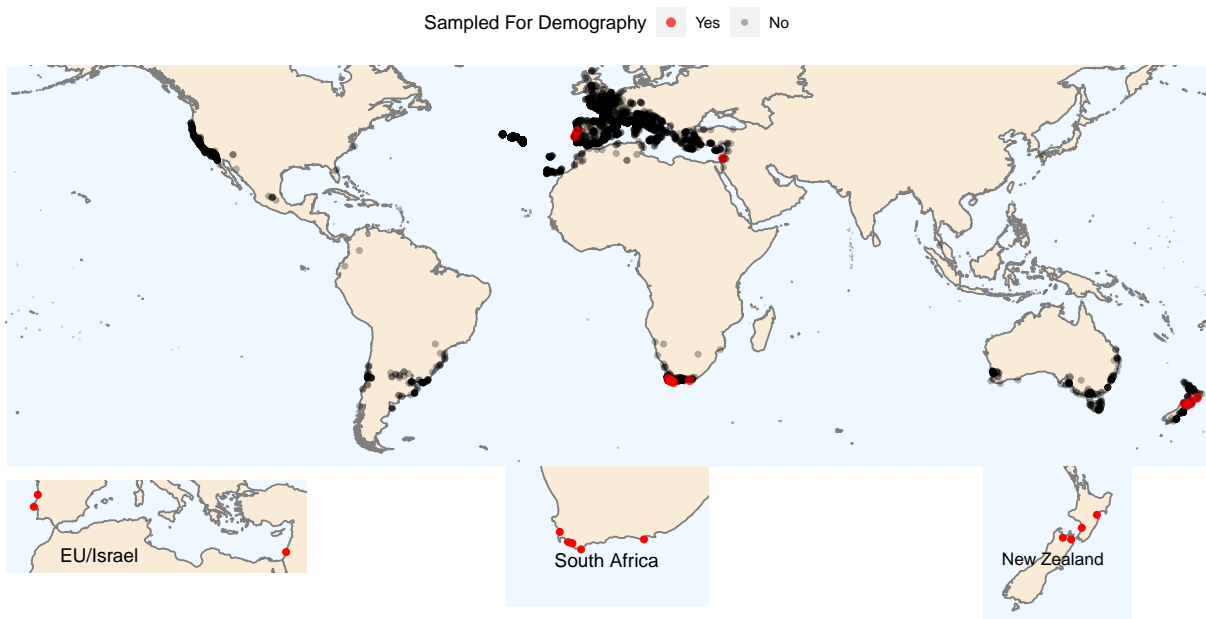 Sampled For Demography Yes No
EU/Israel
South Africa
New Zealand